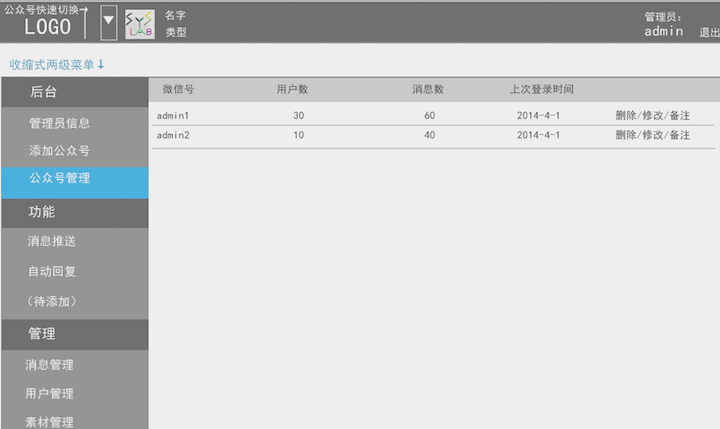 公众号快速切换→
LOGO
SYS
LAB
名字
类型
管理员:
admin
退出
收缩式两级菜单↓
后台
管理员信息
添加公众号
公众号管理
功能
消息推送
自动回复
(待添加)
管理
消息管理
用户管理
素材管理
微信号 用户数 消息数 上次登录时间
admin1 30 60 2014-4-1 删除/修改/备注
admin2 10 40 2014-4-1 删除/修改/备注